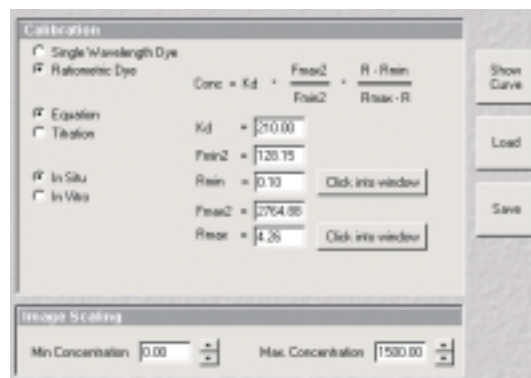 Calibration
Single Wavelength Dye
Ratiometric Dye
Conc = Kd * Fmax2 / Fmin2 * R - Rmin / Rmax - R
Equation
Titration
Kd = 210.00
Fmin2 = 128.15
In Situ
Rmin = 0.10 Click into window
In Vitro
Fmax2 = 2764.88
Rmax = 4.26 Click into window
Show Curve
Load
Save
Image Scaling
Min Concentration 0.00 Max. Concentration 1500.00